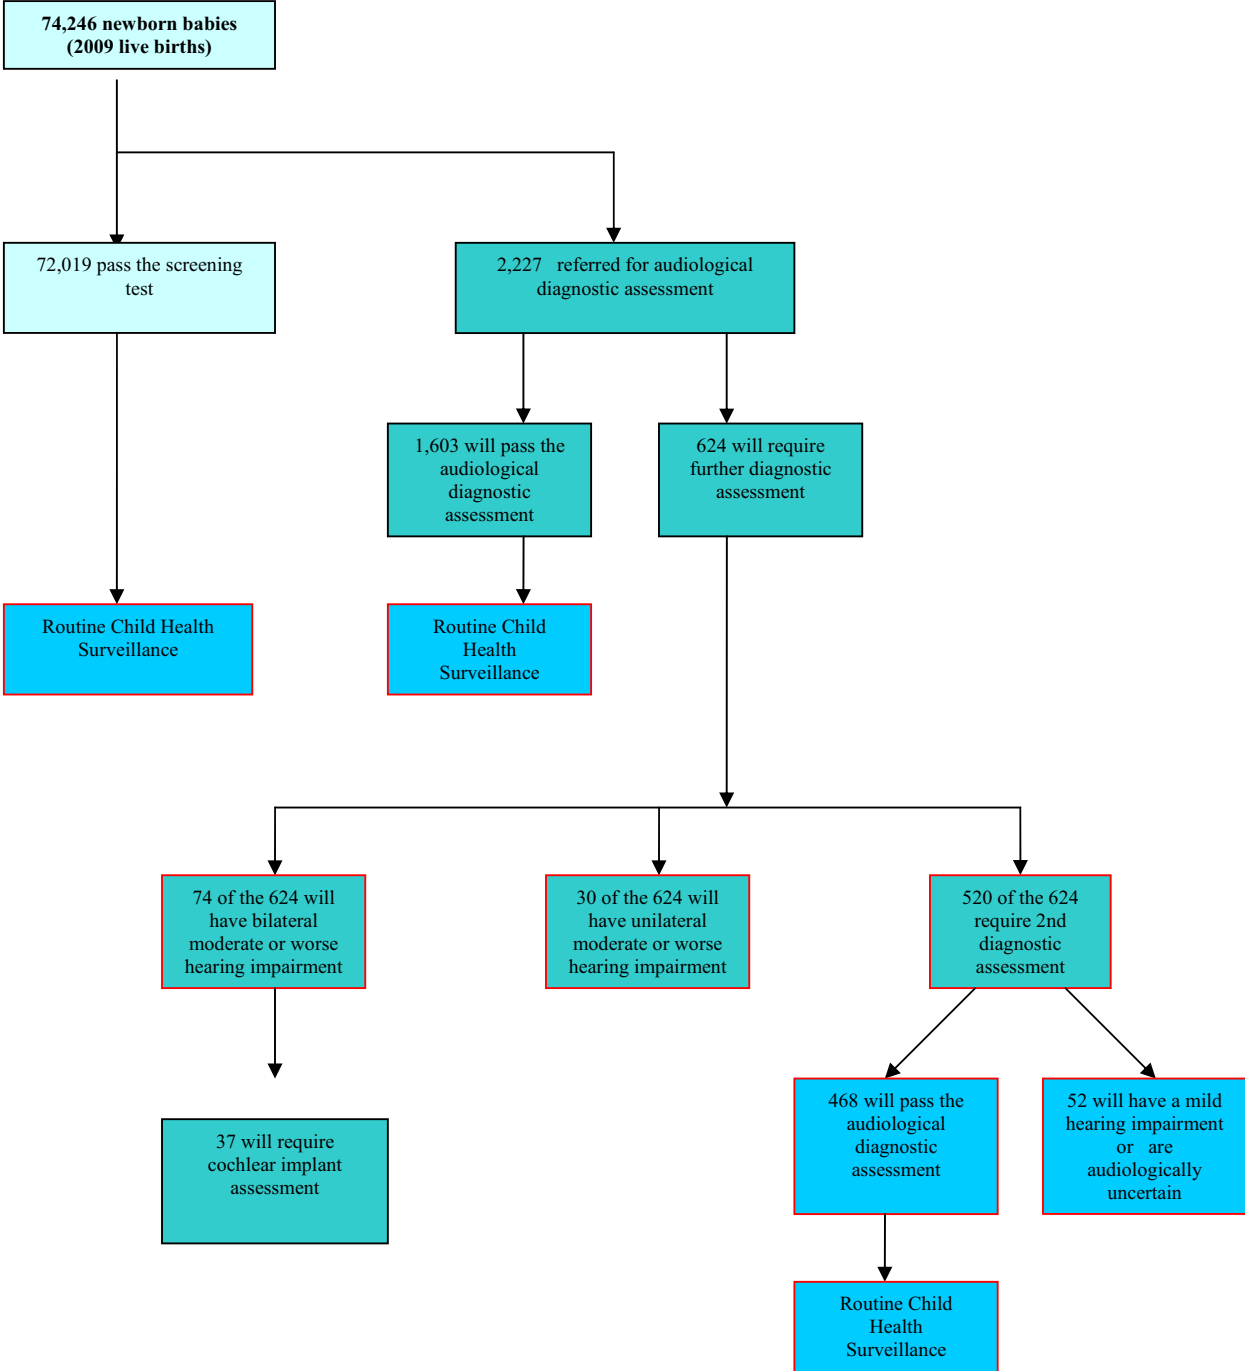 74,246 newborn babies
(2009 live births)
72,019 pass the screening
test
2,227 referred for audiological
diagnostic assessment
1,603 will pass the
audiological
diagnostic
assessment
624 will require
further diagnostic
assessment
Routine Child Health
Surveillance
Routine Child
Health
Surveillance
74 of the 624 will
have bilateral
moderate or worse
hearing impairment
30 of the 624 will
have unilateral
moderate or worse
hearing impairment
520 of the 624
require 2nd
diagnostic
assessment
468 will pass the
audiological
diagnostic
assessment
52 will have a mild
hearing impairment
or are
audiologically
uncertain
37 will require
cochlear implant
assessment
Routine Child
Health
Surveillance